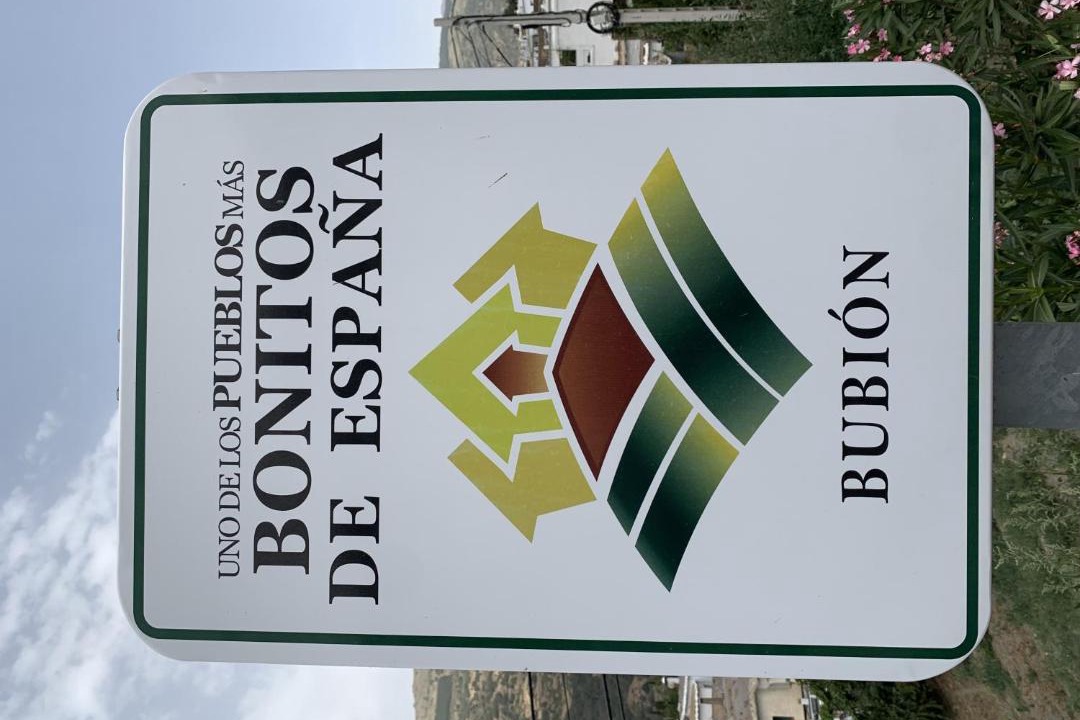 UNO DE LOS PUEBLOS MÁS
BONITOS
DE ESPAÑA
BUBIÓN